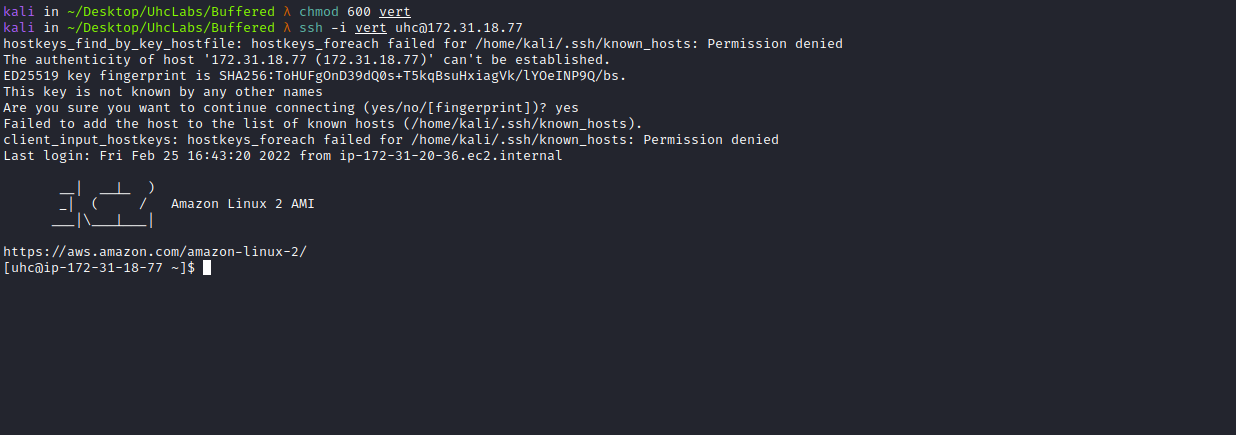 kali in ~/Desktop/UhcLabs/Buffered λ chmod 600 vert
kali in ~/Desktop/UhcLabs/Buffered λ ssh -i vert uhc@172.31.18.77
hostkeys_find_by_key_hostfile: hostkeys_foreach failed for /home/kali/.ssh/known_hosts: Permission denied
The authenticity of host '172.31.18.77 (172.31.18.77)' can't be established.
ED25519 key fingerprint is SHA256:ToHUFgOnD39dQ0s+T5kqBsuHxiagVk/lYOeINP9Q/bs.
This key is not known by any other names
Are you sure you want to continue connecting (yes/no/[fingerprint])? yes
Failed to add the host to the list of known hosts (/home/kali/.ssh/known_hosts).
client_input_hostkeys: hostkeys_foreach failed for /home/kali/.ssh/known_hosts: Permission denied
Last login: Fri Feb 25 16:43:20 2022 from ip-172-31-20-36.ec2.internal

       __|  __|_  )
       _|  (     /   Amazon Linux 2 AMI
      ___|\___|___|

https://aws.amazon.com/amazon-linux-2/
[uhc@ip-172-31-18-77 ~]$